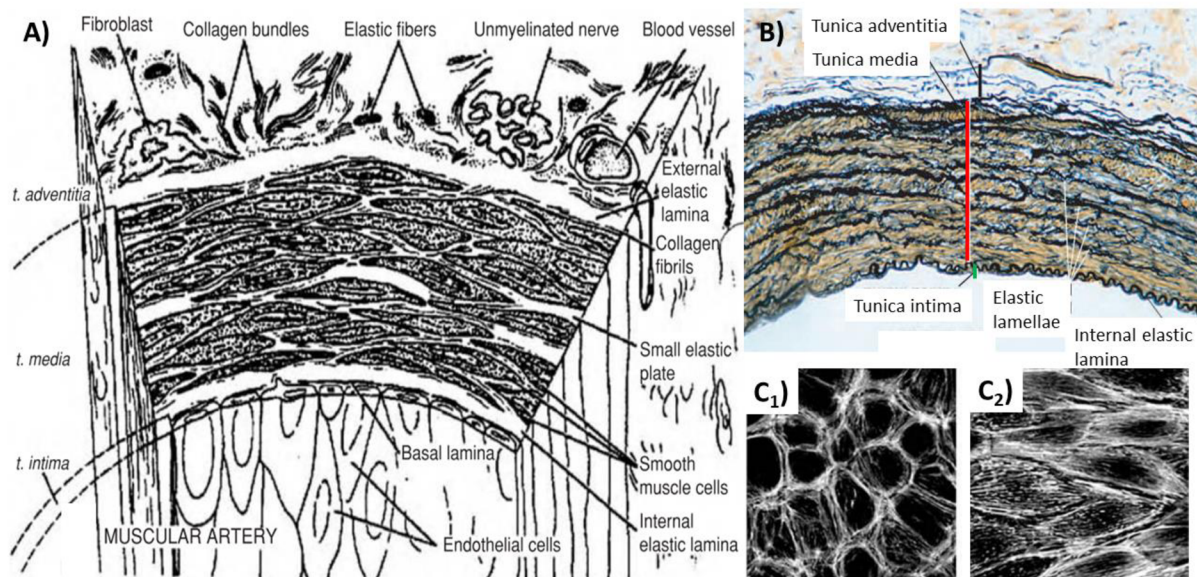 A)
Fibroblast
Collagen bundles
Elastic fibers
Unmyelinated nerve
Blood vessel
t. adventitia
External
elastic
lamina
Collagen
fibrils
t. media
Small elastic
plate
t. intima
Basal lamina
Smooth
muscle cells
MUSCULAR ARTERY
Endothelial cells
Internal
elastic lamina
B)
Tunica adventitia
Tunica media
Tunica intima
Elastic
lamellae
Internal elastic
lamina
C1)
C2)